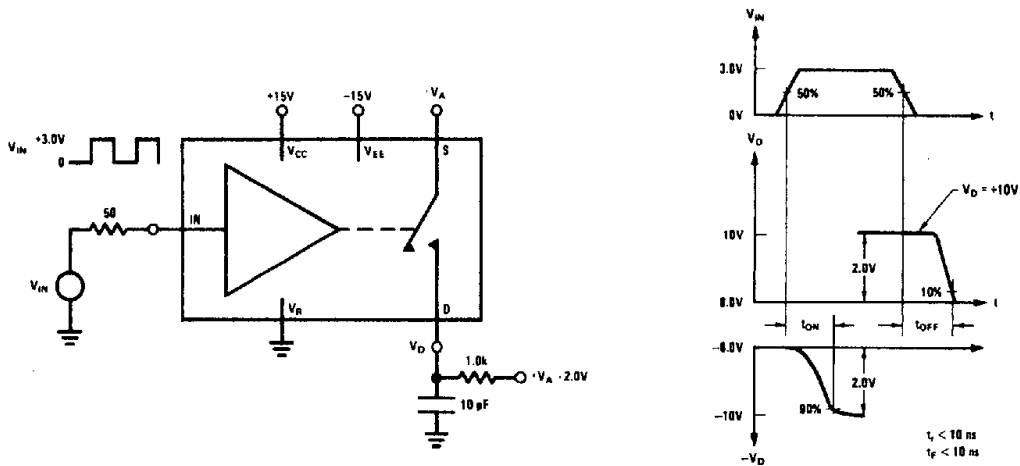 +15V
−15V
·VA
VIN +3.0V
0
VCC
VEE
S
50
IN
VIN
VR
D
VD
1.0k
·VA · 2.0V
10 pF
VIN
3.0V
50%
50%
0V
t
VD
VD = +10V
10V
2.0V
10%
8.0V
t
tON
tOFF
−8.0V
2.0V
90%
−10V
−VD
tr < 10 ns
tF < 10 ns